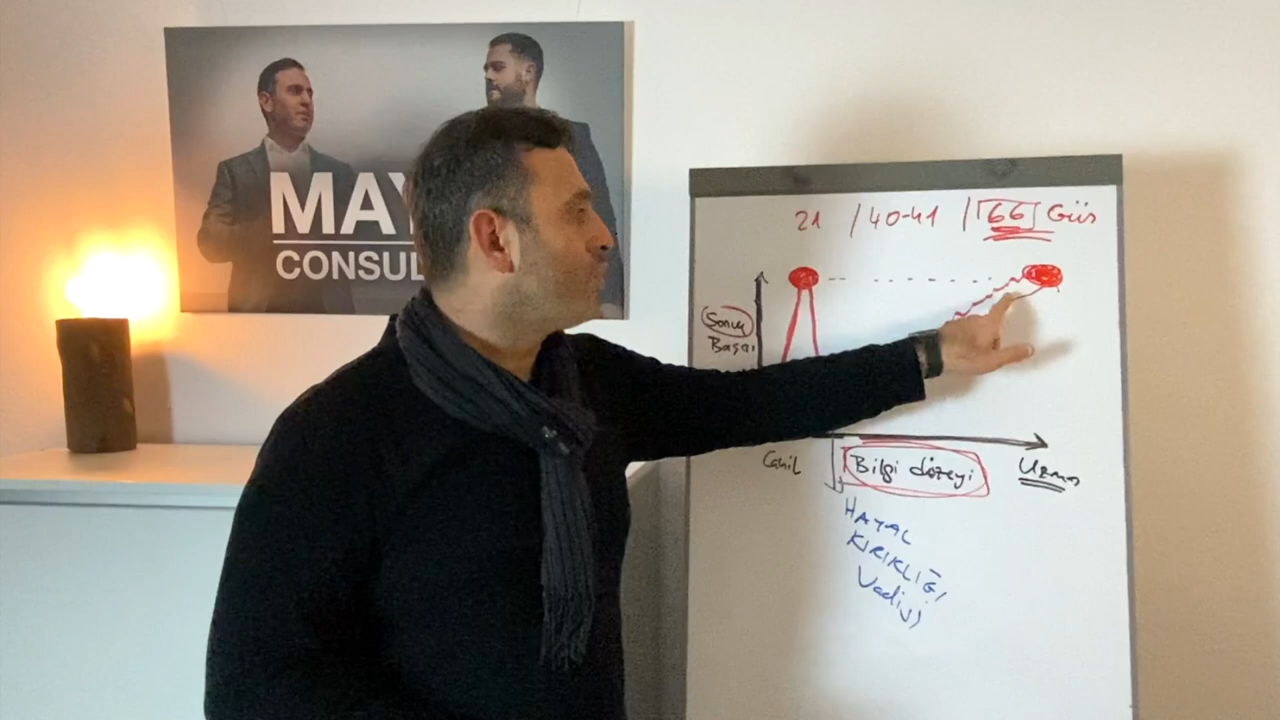 MAY
CONSUL
21 / 40-41 / 66 Gün
Sonuç
Başarı
Cahil
Bilgi düzeyi
Uzman
HAYAL
KIRIKLIĞI
Vadisi